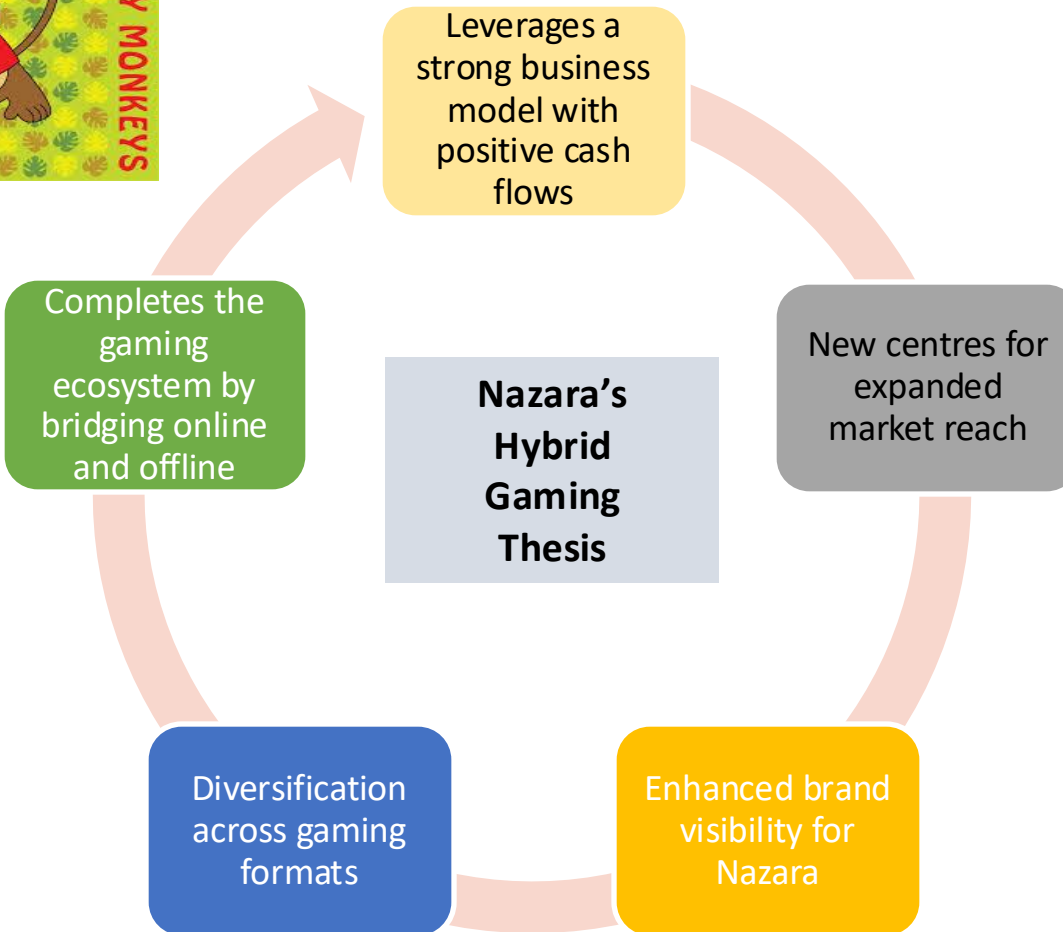 Y MONKEYS
Leverages a
strong business
model with
positive cash
flows
New centres for
expanded
market reach
Enhanced brand
visibility for
Nazara
Diversification
across gaming
formats
Completes the
gaming
ecosystem by
bridging online
and offline
Nazara’s
Hybrid
Gaming
Thesis